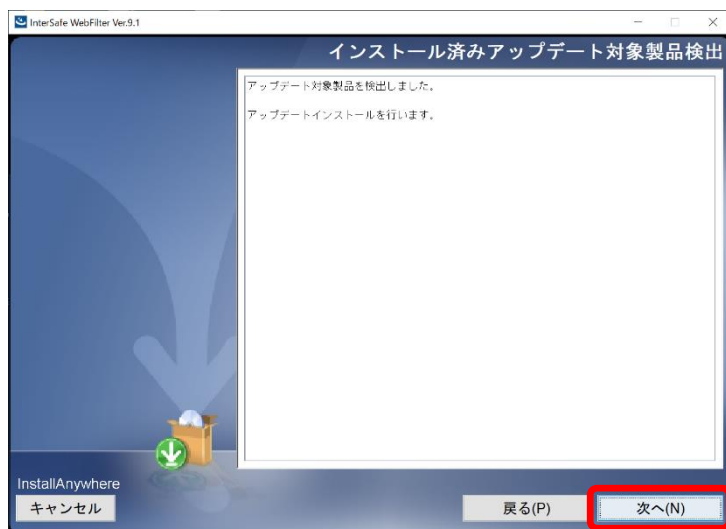 InterSafe WebFilter Ver.9.1
インストール済みアップデート対象製品検出
アップデート対象製品を検出しました。
アップデートインストールを行います。
InstallAnywhere
キャンセル
戻る(P)
次へ(N)